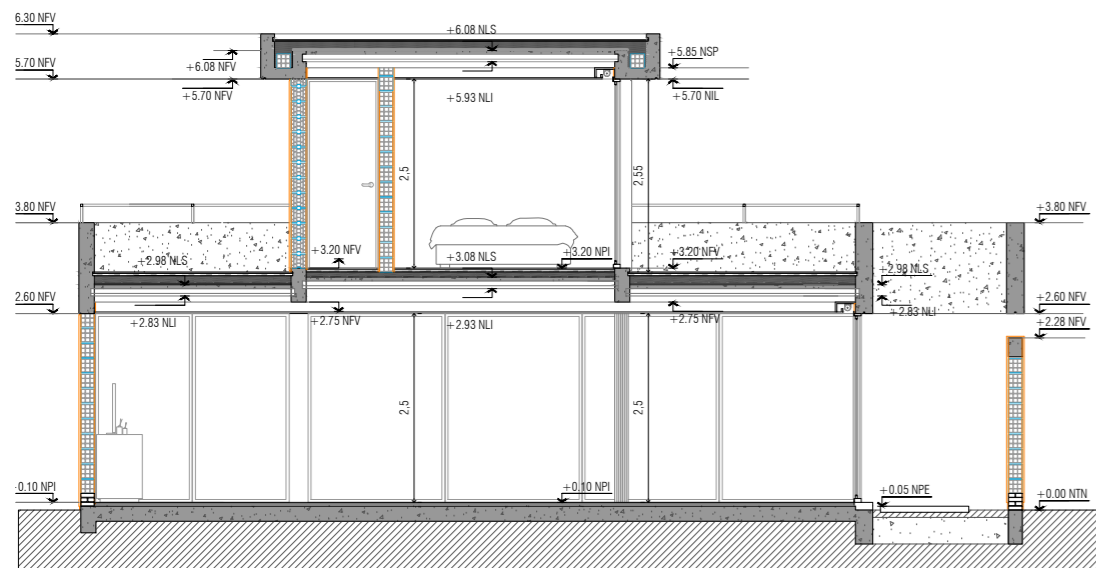 6.30 NFV
+6.08 NLS
+5.85 NSP
5.70 NFV
+6.08 NFV
+5.70 NFV
+5.93 NLI
+5.70 NIL
2,5
2,55
3.80 NFV
+3.80 NFV
+3.20 NFV
+3.20 NPI
+3.20 NFV
+2.98 NLS
+3.08 NLS
+2.98 NLS
2.60 NFV
+2.60 NFV
+2.83 NLI
+2.75 NFV
+2.93 NLI
+2.75 NFV
+2.83 NLI
+2.28 NFV
2,5
2,5
0.10 NPI
+0.10 NPI
+0.05 NPE
+0.00 NTN